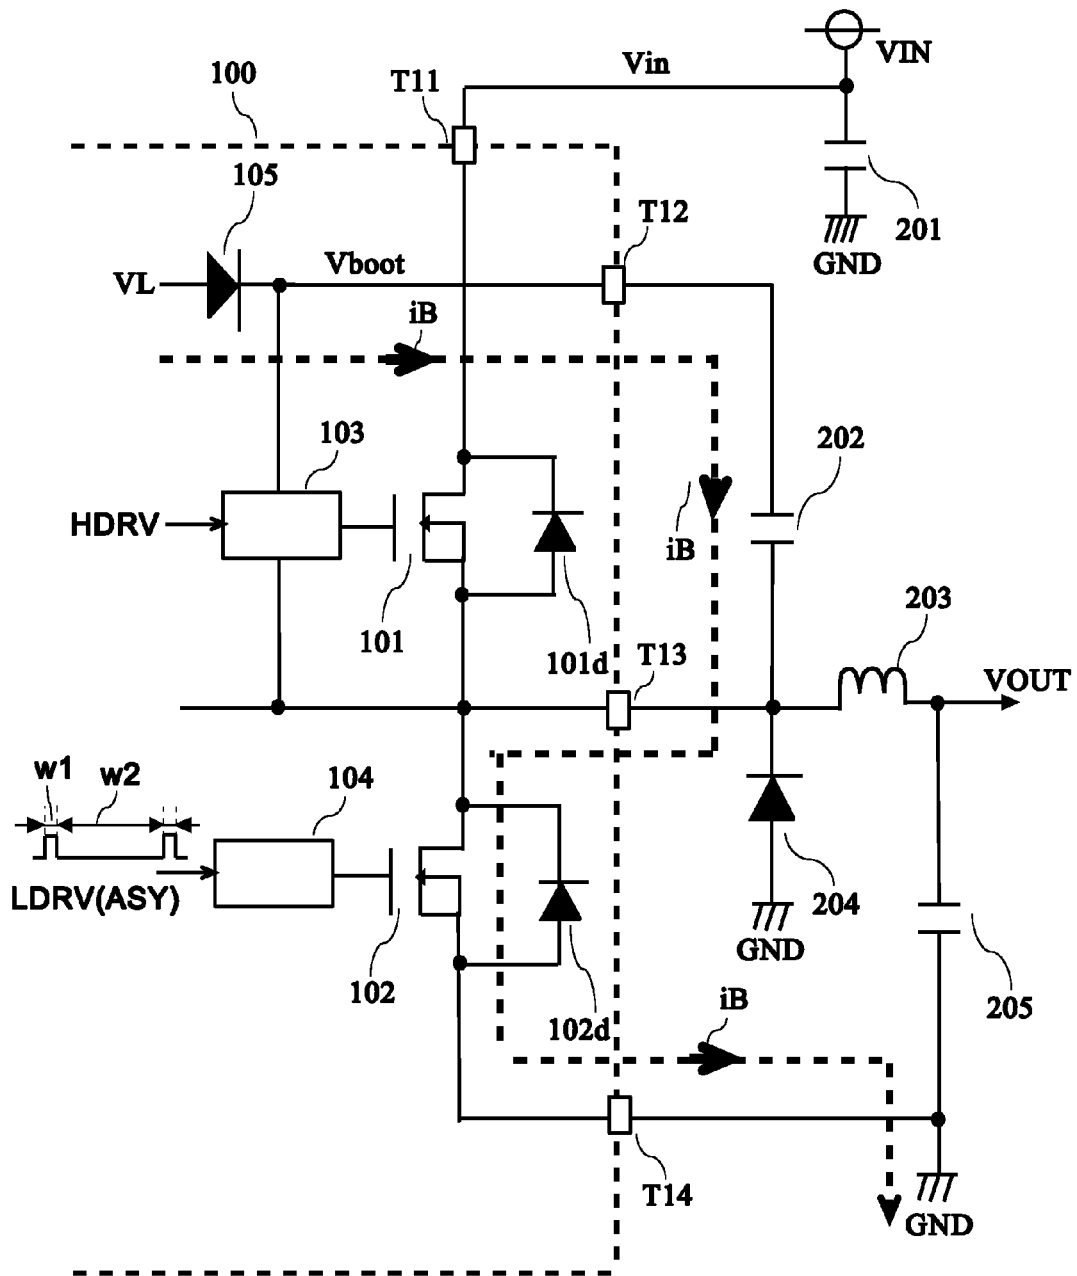 VIN
Vin
100
T11
105
T12
201
GND
VL
Vboot
iB
103
202
HDRV
iB
101
101d
203
T13
VOUT
w1
w2
104
LDRV(ASY)
204
GND
102
102d
iB
205
T14
GND